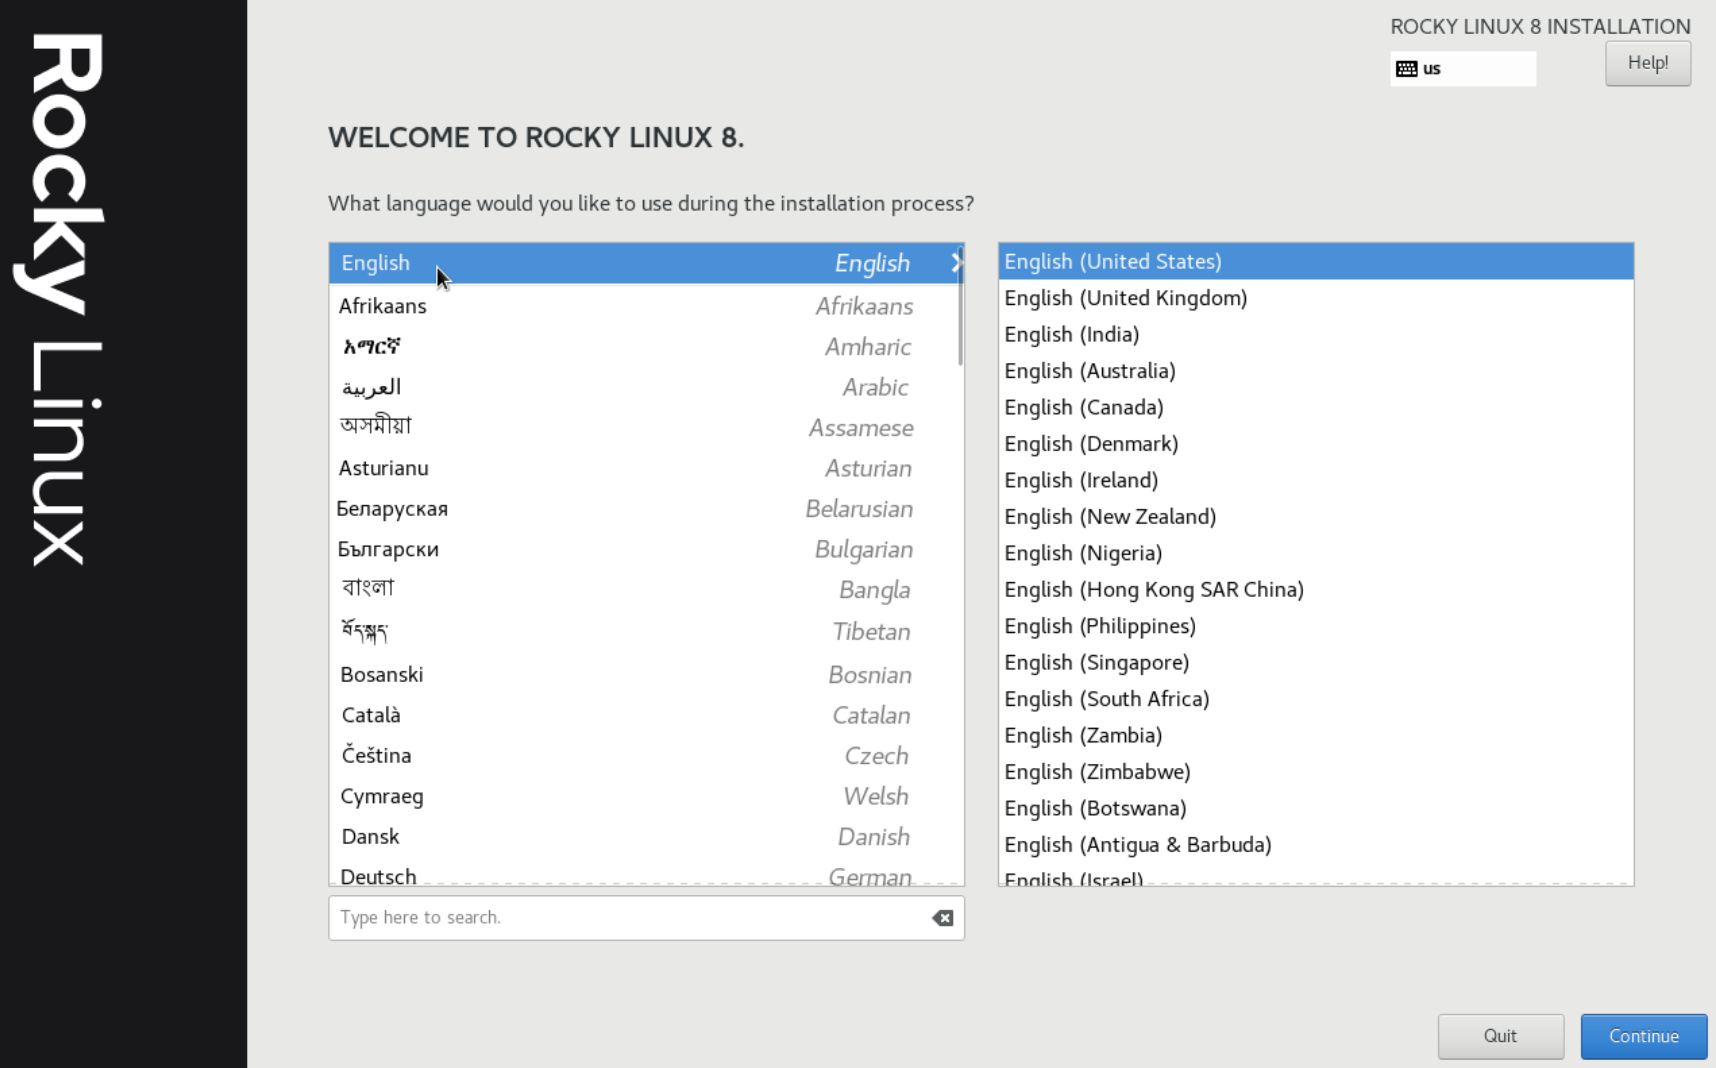 Rocky Linux
ROCKY LINUX 8 INSTALLATION
us
Help!
WELCOME TO ROCKY LINUX 8.
What language would you like to use during the installation process?
English English
Afrikaans Afrikaans
አማርኛ Amharic
العربية Arabic
অসমীয়া Assamese
Asturianu Asturian
Беларуская Belarusian
Български Bulgarian
বাংলা Bangla
བོད་སྐད་ Tibetan
Bosanski Bosnian
Català Catalan
Čeština Czech
Cymraeg Welsh
Dansk Danish
Deutsch German
Type here to search.
English (United States)
English (United Kingdom)
English (India)
English (Australia)
English (Canada)
English (Denmark)
English (Ireland)
English (New Zealand)
English (Nigeria)
English (Hong Kong SAR China)
English (Philippines)
English (Singapore)
English (South Africa)
English (Zambia)
English (Zimbabwe)
English (Botswana)
English (Antigua & Barbuda)
English (Israel)
Quit
Continue